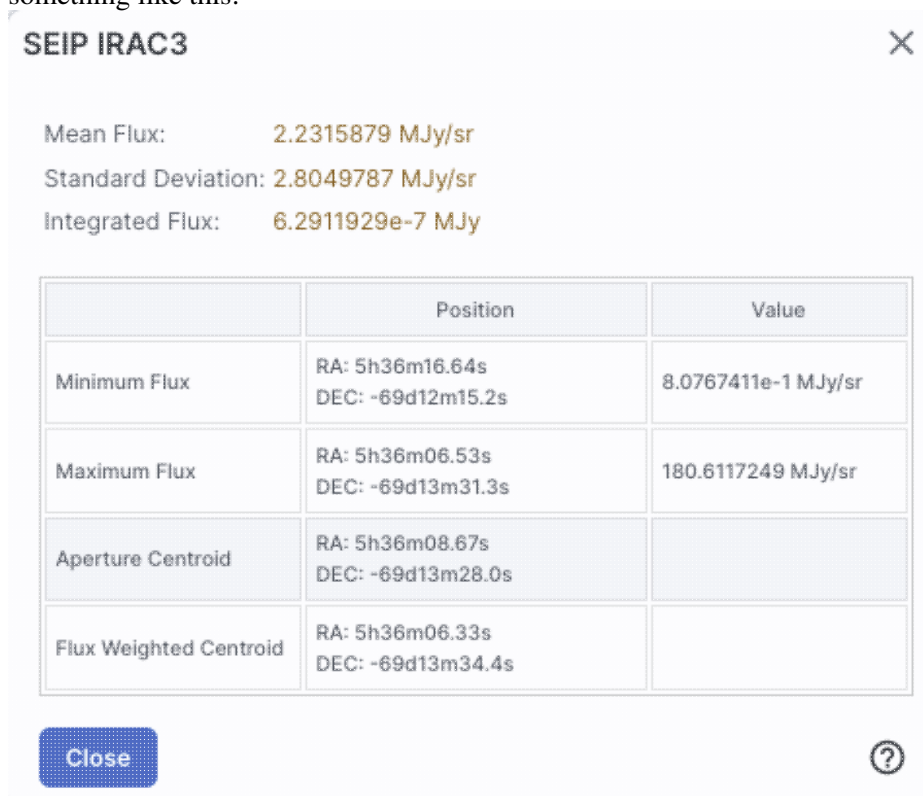 something like this:
SEIP IRAC3
Mean Flux: 2.2315879 MJy/sr
Standard Deviation: 2.8049787 MJy/sr
Integrated Flux: 6.2911929e-7 MJy
Position Value
Minimum Flux RA: 5h36m16.64s
DEC: -69d12m15.2s 8.0767411e-1 MJy/sr
Maximum Flux RA: 5h36m06.53s
DEC: -69d13m31.3s 180.6117249 MJy/sr
Aperture Centroid RA: 5h36m08.67s
DEC: -69d13m28.0s
Flux Weighted Centroid RA: 5h36m06.33s
DEC: -69d13m34.4s
Close